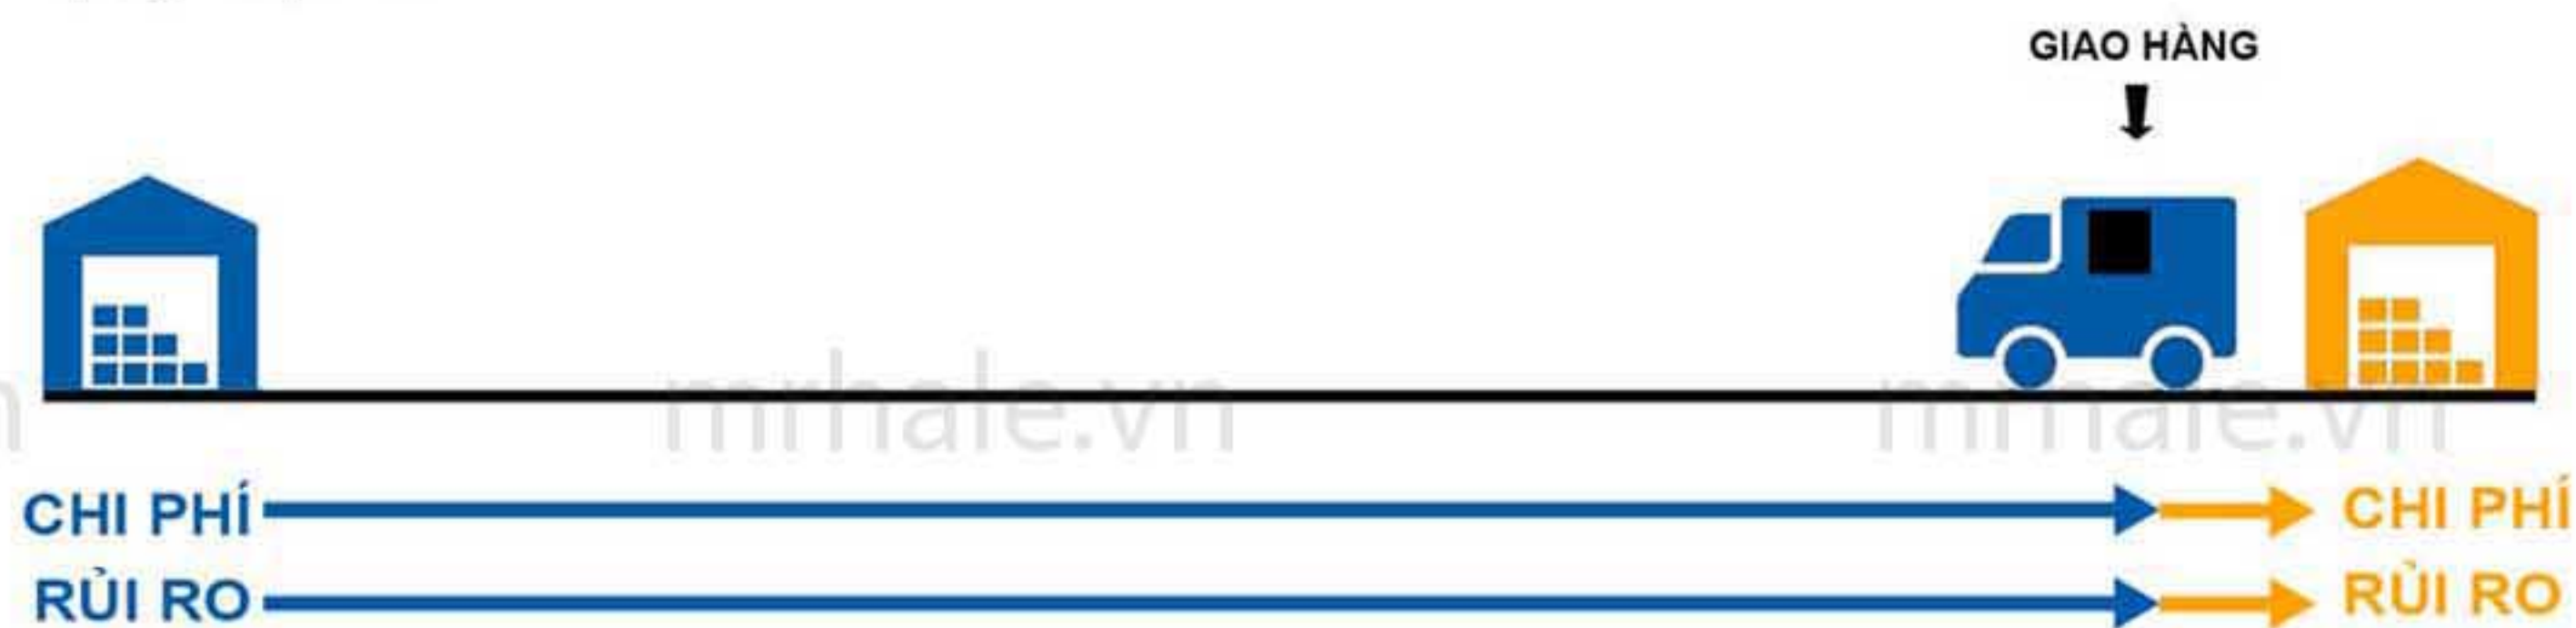 GIAO HÀNG
mrhale.vn
mrhale.vn
CHI PHÍ
CHI PHÍ
RỦI RO
RỦI RO